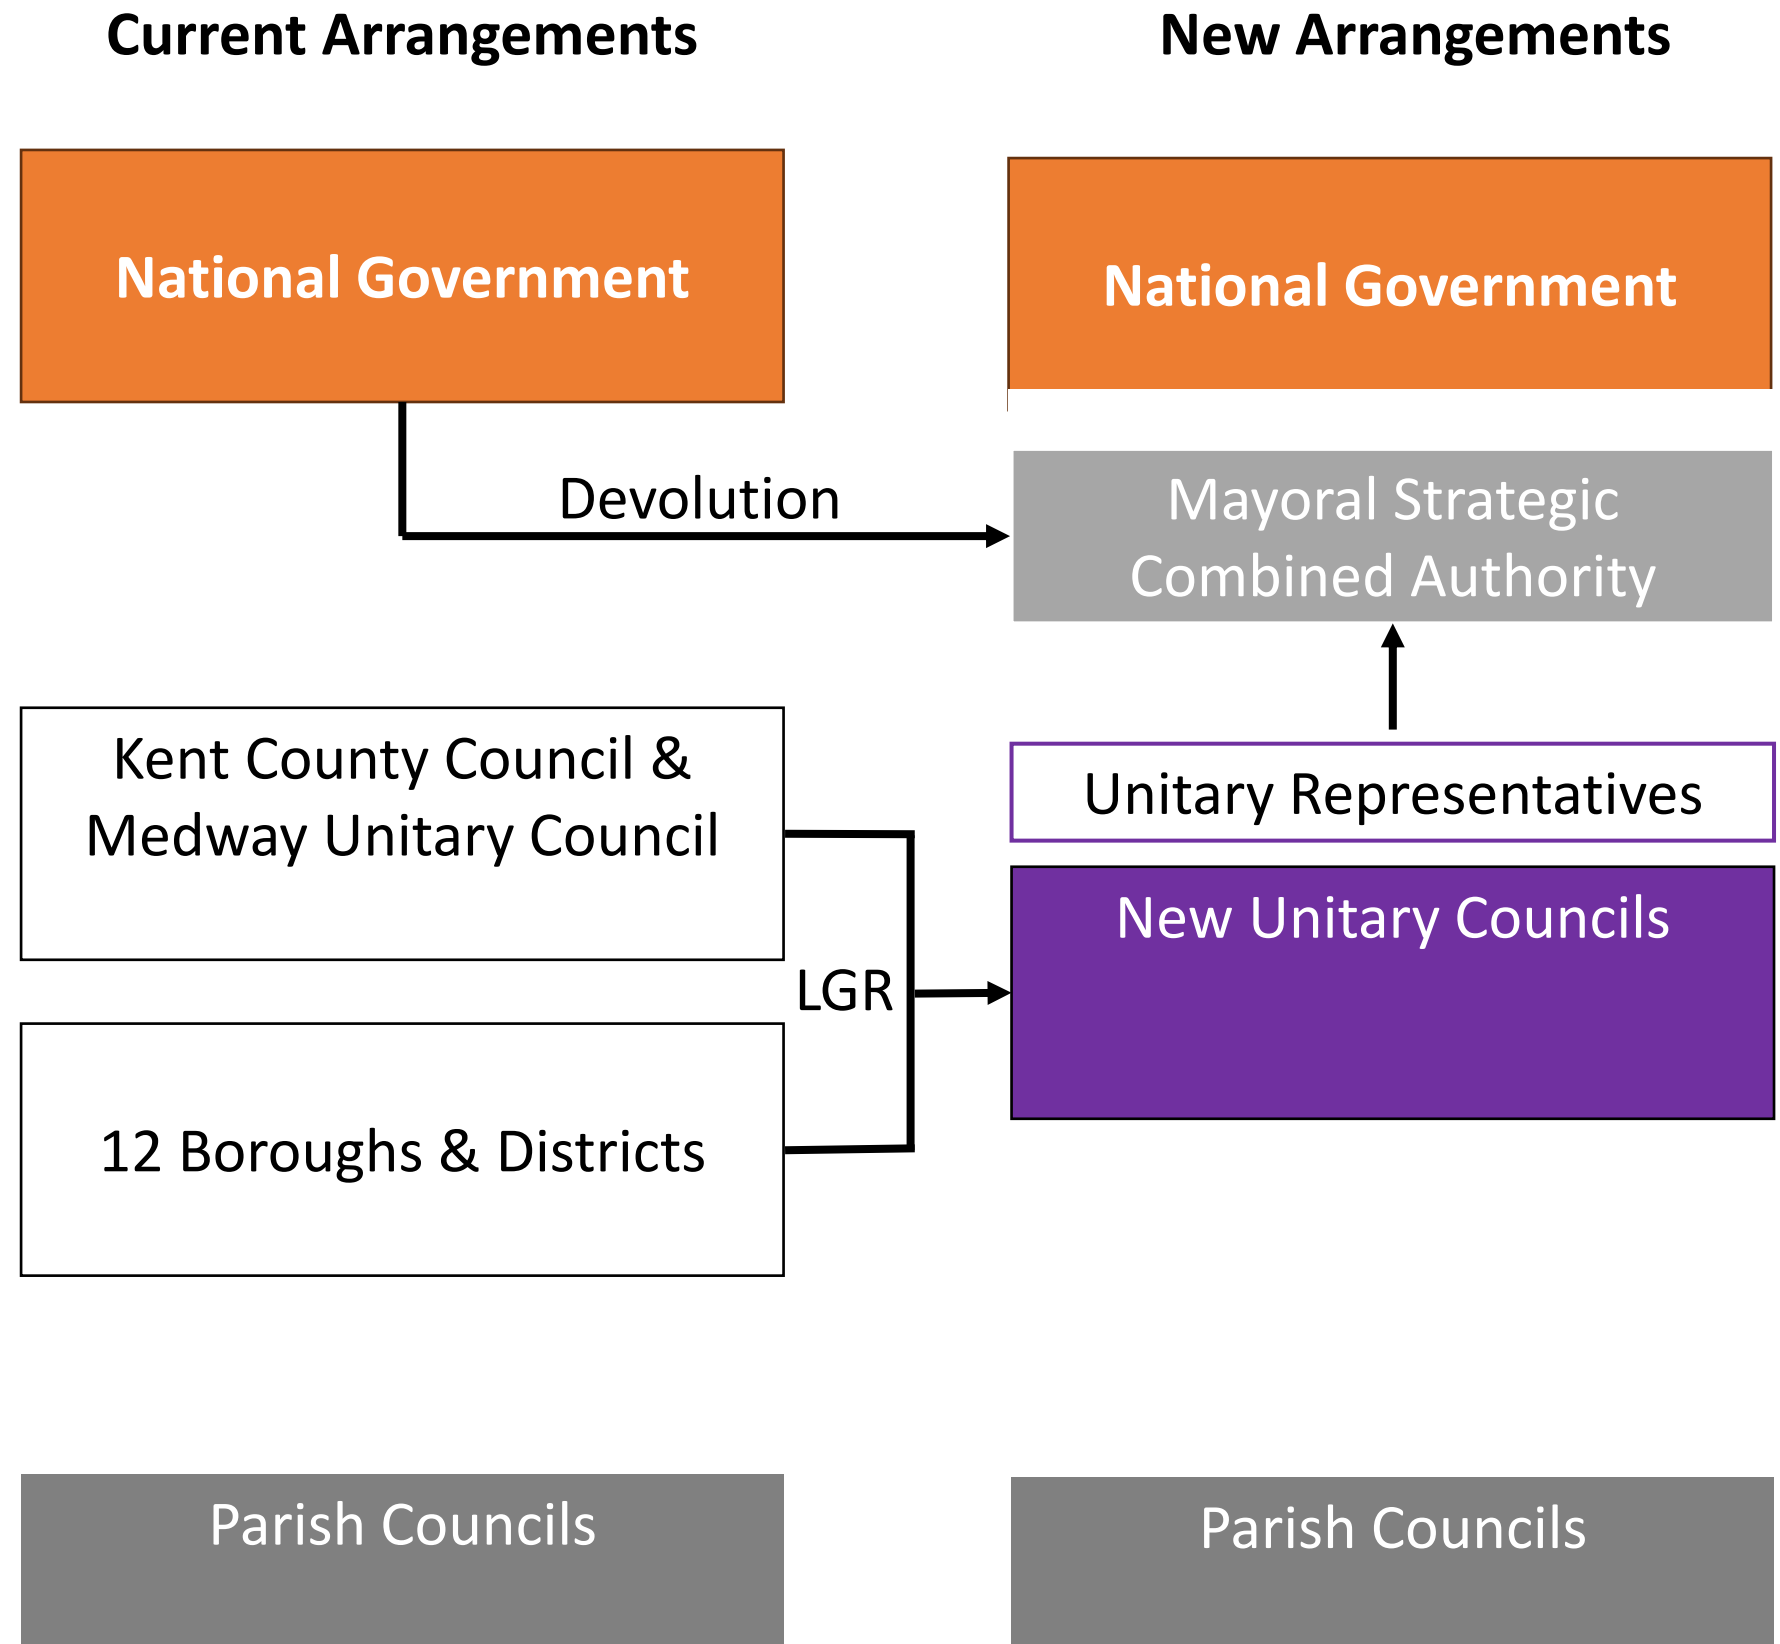 Current Arrangements
New Arrangements
National Government
National Government
Devolution
Mayoral Strategic
Combined Authority
Kent County Council &
Medway Unitary Council
Unitary Representatives
New Unitary Councils
LGR
12 Boroughs & Districts
Parish Councils
Parish Councils